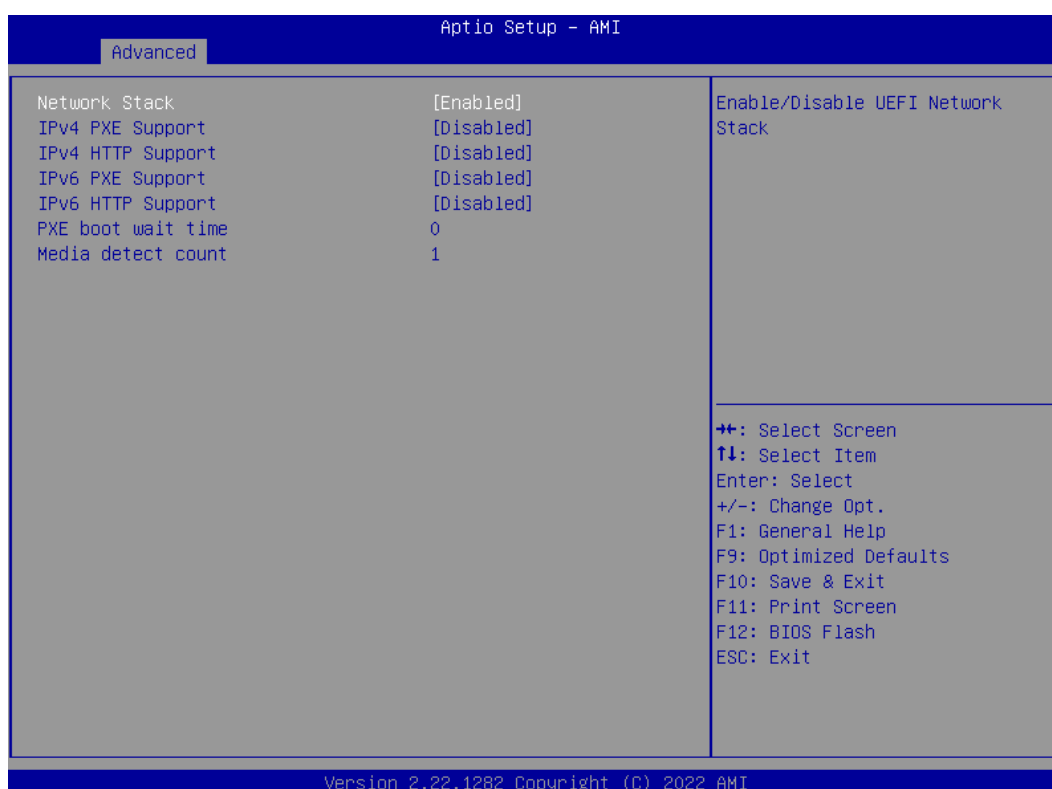 Aptio Setup – AMI
Advanced
Network Stack [Enabled]
IPv4 PXE Support [Disabled]
IPv4 HTTP Support [Disabled]
IPv6 PXE Support [Disabled]
IPv6 HTTP Support [Disabled]
PXE boot wait time 0
Media detect count 1
Enable/Disable UEFI Network
Stack
→←: Select Screen
↑↓: Select Item
Enter: Select
+/-: Change Opt.
F1: General Help
F9: Optimized Defaults
F10: Save & Exit
F11: Print Screen
F12: BIOS Flash
ESC: Exit
Version 2.22.1282 Copyright (C) 2022 AMI